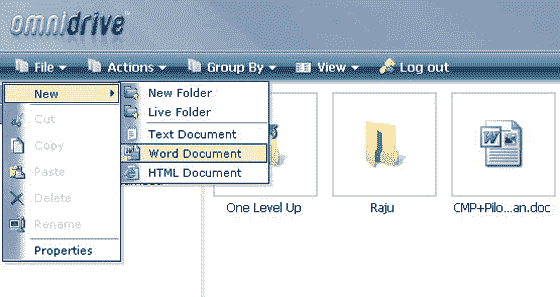 omnidrive™
File Actions Group By View Log out
New
Cut
Copy
Paste
Delete
Rename
Properties
New Folder
Live Folder
Text Document
Word Document
HTML Document
One Level Up Raju CMP+Pilo...an.doc